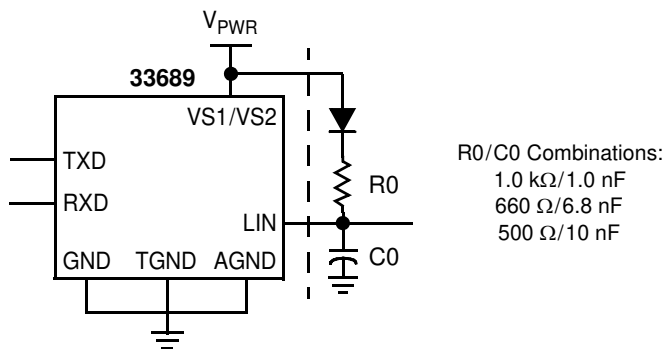 VPWR
33689
VS1/VS2
TXD
RXD
LIN
GND TGND AGND
R0
C0
R0/C0 Combinations:
1.0 kΩ/1.0 nF
660 Ω/6.8 nF
500 Ω/10 nF